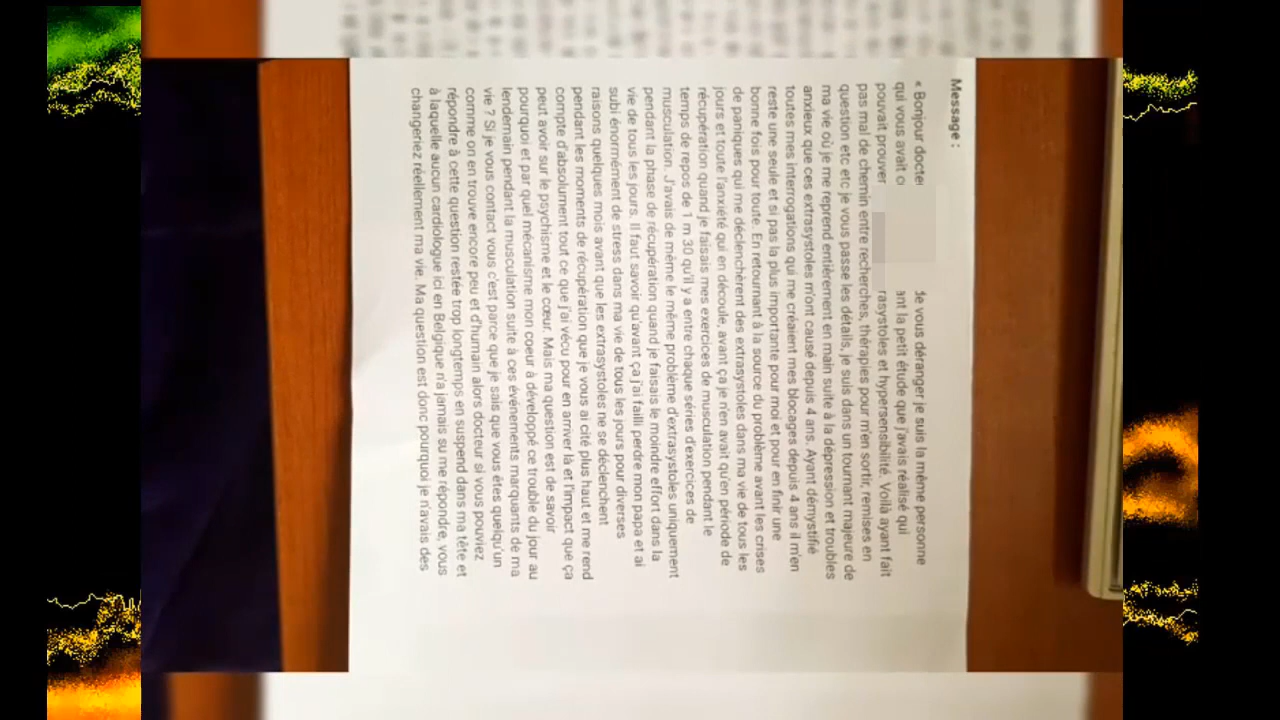 Message :
« Bonjour docte de vous déranger je suis la même personne
qui vous avait ant la petit étude que j'avais réalisé qui
pouvait prouver rasystoles et hypersensibilité. Voilà ayant fait
pas mal de chemin entre recherches, thérapies pour m'en sortir, remises en
question etc etc je vous passe les détails, je suis dans un tournant majeure de
ma vie où je me reprend entièrement en main suite à la dépression et troubles
anxieux que ces extrasystoles m'ont causé depuis 4 ans. Ayant démystifié
toutes mes interrogations qui me créaient mes blocages depuis 4 ans il m'en
reste une seule et si pas la plus importante pour moi et pour en finir une
bonne fois pour toute. En retournant à la source du problème avant les crises
de paniques qui me déclenchèrent des extrasystoles dans ma vie de tous les
jours et toute l'anxiété qui en découle, avant ça je n'en avait qu'en période de
récupération quand je faisais mes exercices de musculation pendant le
temps de repos de 1 m 30 qu'il y a entre chaque séries d'exercices de
musculation. J'avais de même le même problème d'extrasystoles uniquement
pendant la phase de récupération quand je faisais le moindre effort dans la
vie de tous les jours. Il faut savoir qu'avant ça j'ai failli perdre mon papa et ai
subi énormément de stress dans ma vie de tous les jours pour diverses
raisons quelques mois avant que les extrasystoles ne se déclenchent
pendant les moments de récupération que je vous ai cité plus haut et me rend
compte d'absolument tout ce que j'ai vécu pour en arriver là et l'impact que ça
peut avoir sur le psychisme et le cœur. Mais ma question est de savoir
pourquoi et par quel mécanisme mon coeur à développé ce trouble du jour au
lendemain pendant la musculation suite à ces événements marquants de ma
vie ? Si je vous contact vous c'est parce que je sais que vous êtes quelqu'un
comme on en trouve encore peu et d'humain alors docteur si vous pouviez
répondre à cette question restée trop longtemps en suspend dans ma tête et
à laquelle aucun cardiologue ici en Belgique n'a jamais su me répondre, vous
changeriez réellement ma vie. Ma question est donc pourquoi je n'avais des